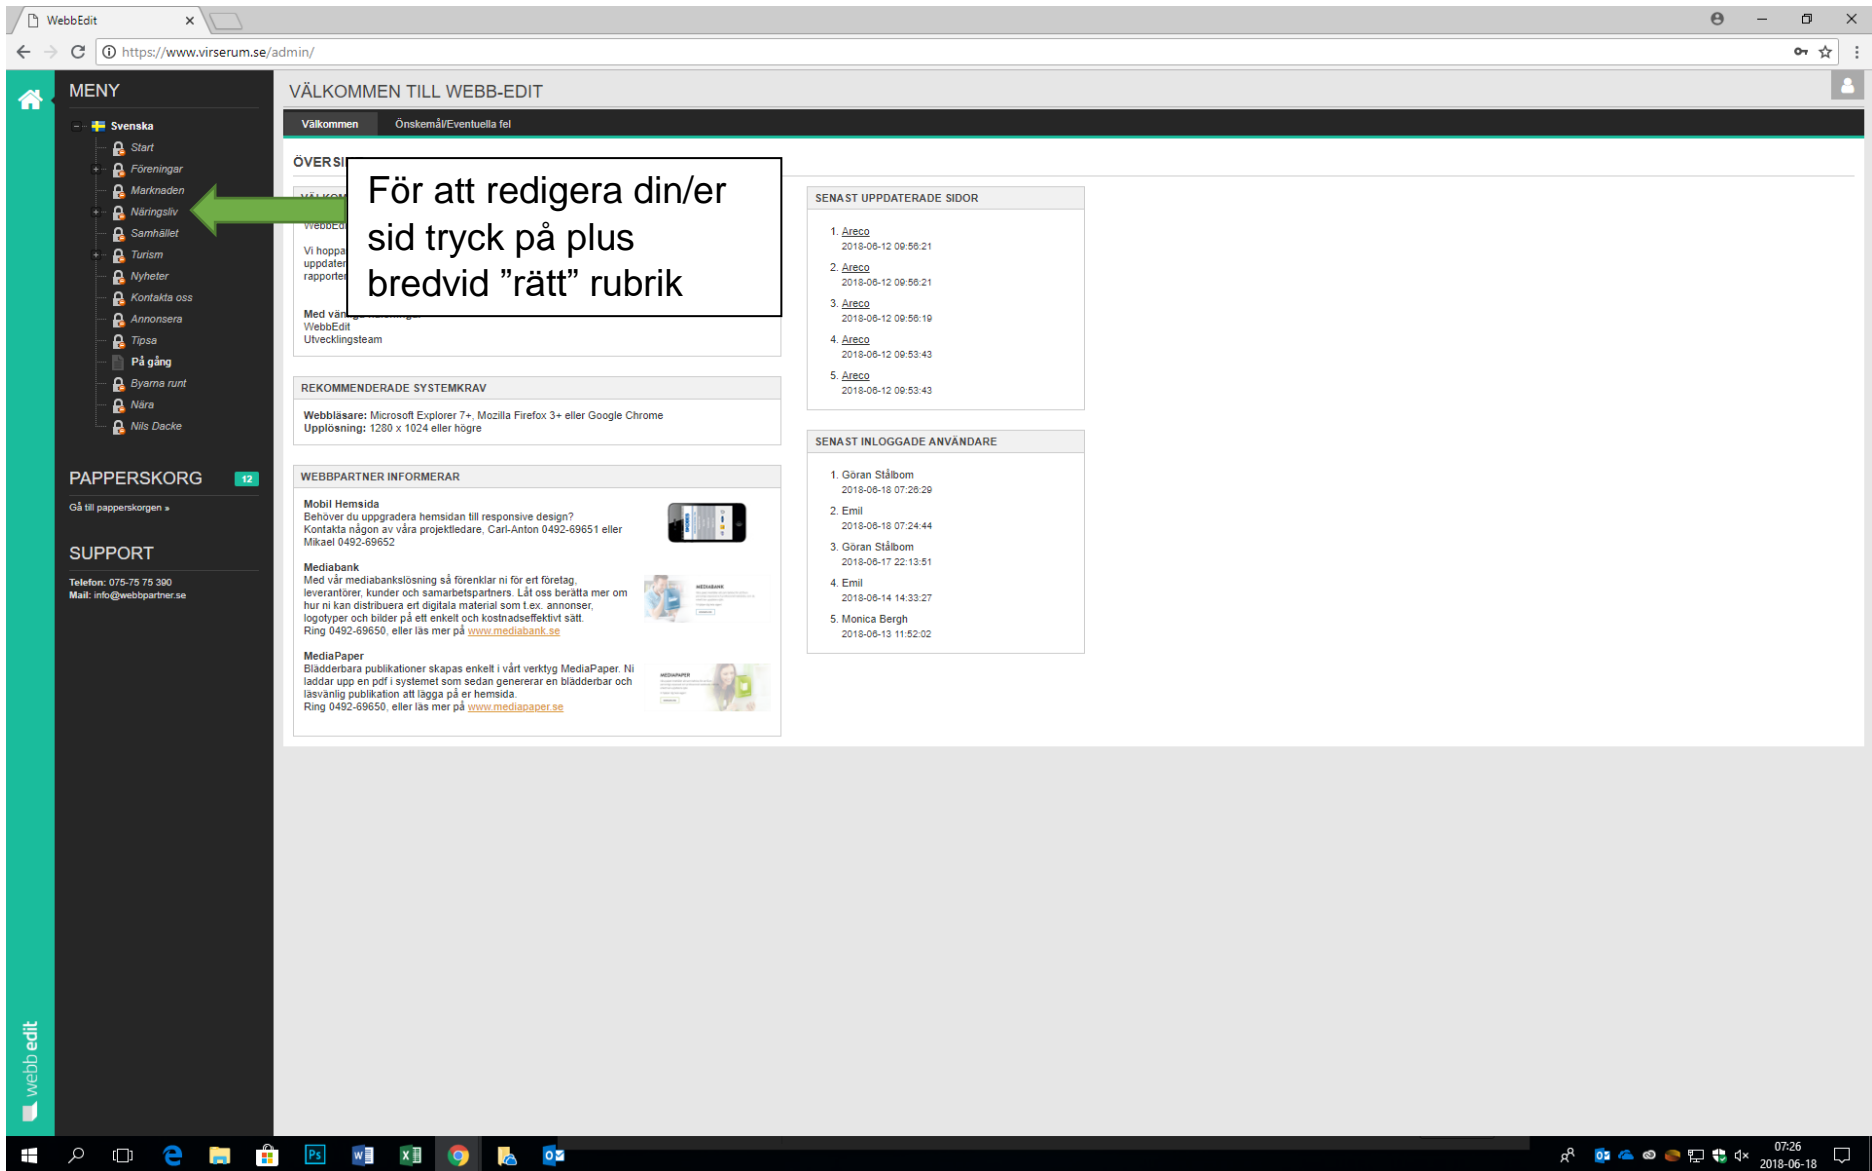 WebbEdit
https://www.virserum.se/admin/
MENY
Svenska
Start
Föreningar
Marknaden
Näringsliv
Samhället
Turism
Nyheter
Kontakta oss
Annonsera
Tipsa
På gång
Byarna runt
Nära
Nils Dacke
PAPPERSKORG 12
Gå till papperskorgen »
SUPPORT
Telefon: 075-75 75 390
Mail: info@webbpartner.se
webb edit
VÄLKOMMEN TILL WEBB-EDIT
Välkommen Önskemål/Eventuella fel
För att redigera din/er
sid tryck på plus
bredvid ”rätt” rubrik
WebbEdit
Utvecklingsteam
REKOMMENDERADE SYSTEMKRAV
Webbläsare: Microsoft Explorer 7+, Mozilla Firefox 3+ eller Google Chrome
Upplösning: 1280 x 1024 eller högre
WEBBPARTNER INFORMERAR
Mobil Hemsida
Behöver du uppgradera hemsidan till responsive design?
Kontakta någon av våra projektledare, Carl-Anton 0492-69651 eller
Mikael 0492-69652
Mediabank
Med vår mediabankslösning så förenklar ni för ert företag,
leverantörer, kunder och samarbetspartners. Låt oss berätta mer om
hur ni kan distribuera ert digitala material som t.ex. annonser,
logotyper och bilder på ett enkelt och kostnadseffektivt sätt.
Ring 0492-69650, eller läs mer på www.mediabank.se
MEDIABANK
MediaPaper
Blädderbara publikationer skapas enkelt i vårt verktyg MediaPaper. Ni
laddar upp en pdf i systemet som sedan genererar en blädderbar och
läsvänlig publikation att lägga på er hemsida.
Ring 0492-69650, eller läs mer på www.mediapaper.se
MEDIAPAPER
SENAST UPPDATERADE SIDOR
1. Areco
2018-06-12 09:56:21
2. Areco
2018-06-12 09:56:21
3. Areco
2018-06-12 09:56:19
4. Areco
2018-06-12 09:53:43
5. Areco
2018-06-12 09:53:43
SENAST INLOGGADE ANVÄNDARE
1. Göran Stålbom
2018-06-18 07:26:29
2. Emil
2018-06-18 07:24:44
3. Göran Stålbom
2018-06-17 22:13:51
4. Emil
2018-06-14 14:33:27
5. Monica Bergh
2018-06-13 11:52:02
07:26
2018-06-18